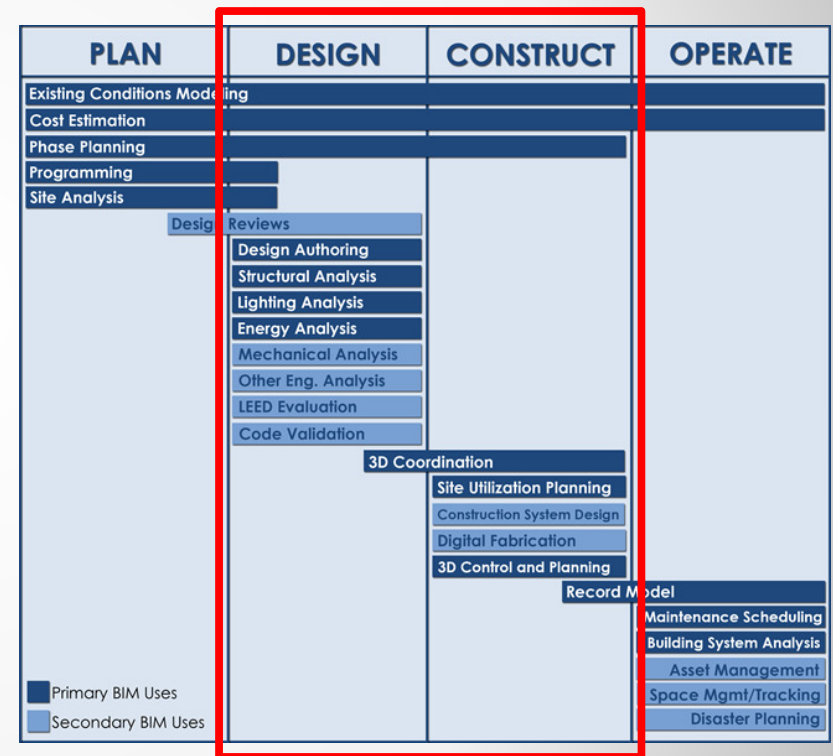 PLAN DESIGN CONSTRUCT OPERATE
Existing Conditions Modeling
Cost Estimation
Phase Planning
Programming
Site Analysis
Design Reviews
Design Authoring
Structural Analysis
Lighting Analysis
Energy Analysis
Mechanical Analysis
Other Eng. Analysis
LEED Evaluation
Code Validation
3D Coordination
Site Utilization Planning
Construction System Design
Digital Fabrication
3D Control and Planning
Record Model
Maintenance Scheduling
Building System Analysis
Asset Management
Space Mgmt/Tracking
Disaster Planning
Primary BIM Uses
Secondary BIM Uses